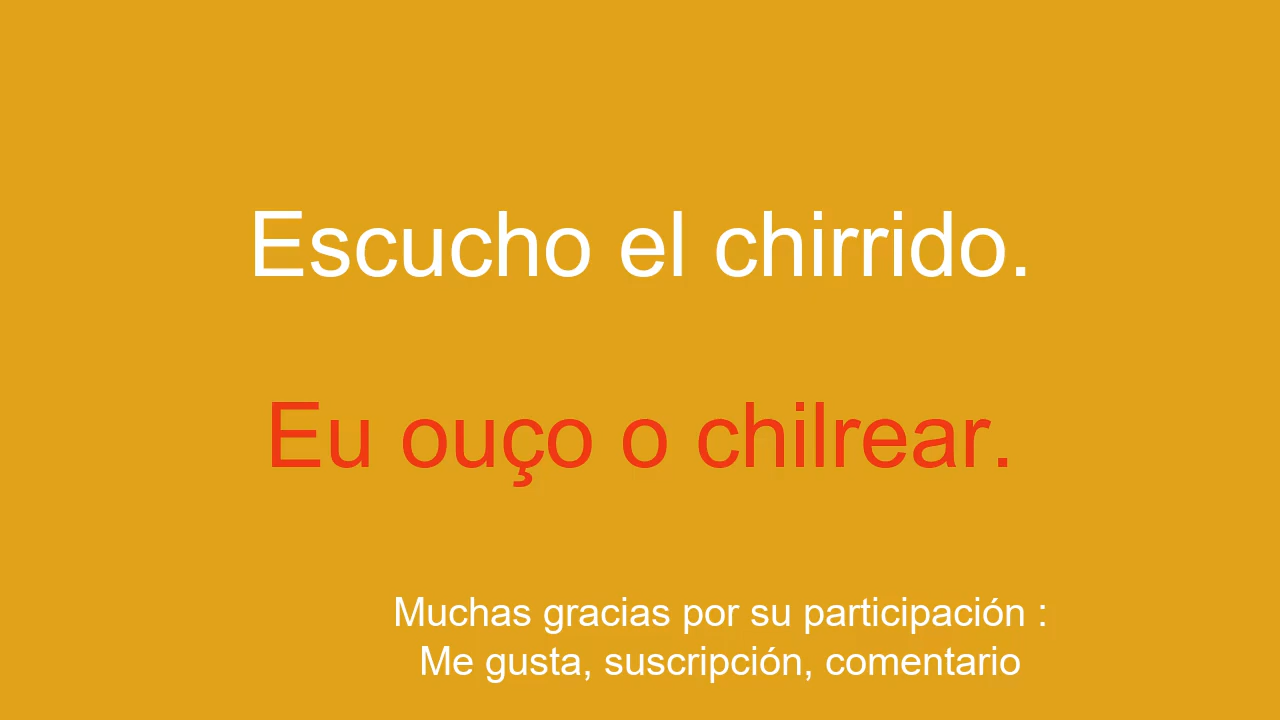 Escucho el chirrido.
Eu ouço o chilrear.
Muchas gracias por su participación :
Me gusta, suscripción, comentario